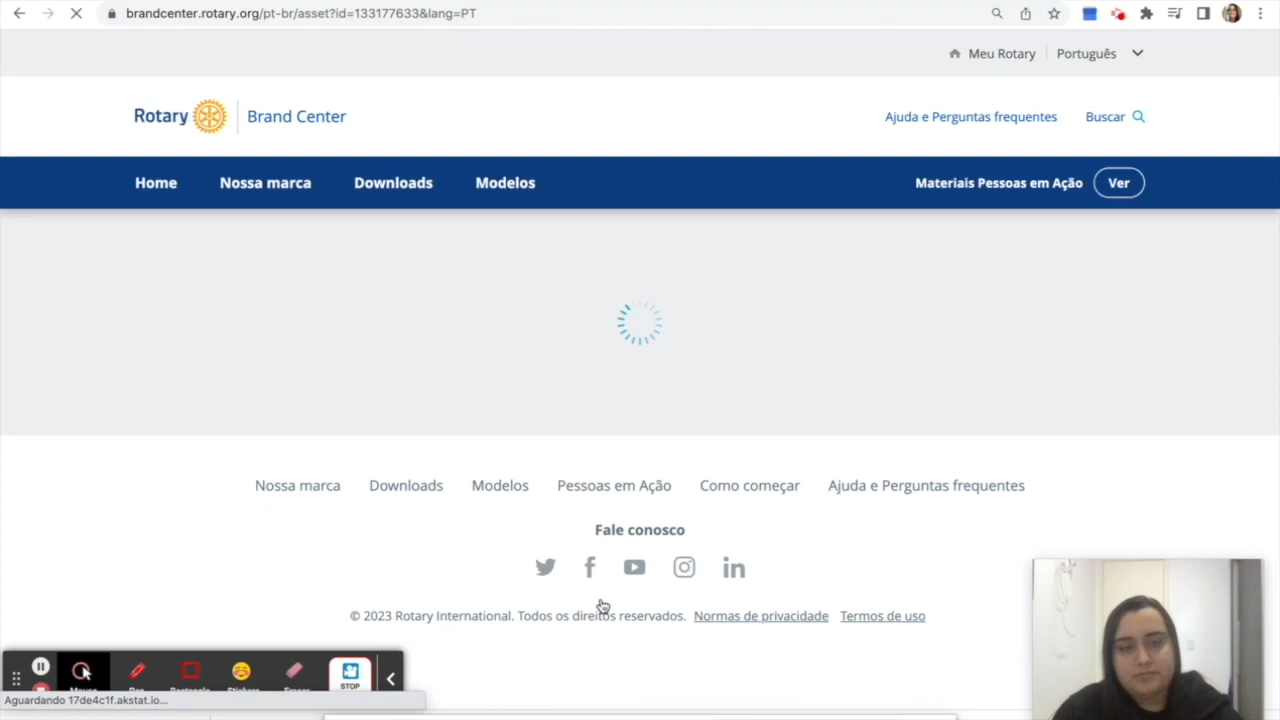 brandcenter.rotary.org/pt-br/asset?id=133177633&lang=PT
Meu Rotary Português
Rotary Brand Center
Ajuda e Perguntas frequentes Buscar
Home Nossa marca Downloads Modelos
Materiais Pessoas em Ação Ver
Nossa marca Downloads Modelos Pessoas em Ação Como começar Ajuda e Perguntas frequentes
Fale conosco
© 2023 Rotary International. Todos os direitos reservados. Normas de privacidade Termos de uso
STOP
Aguardando 17de4c1f.akstat.io...